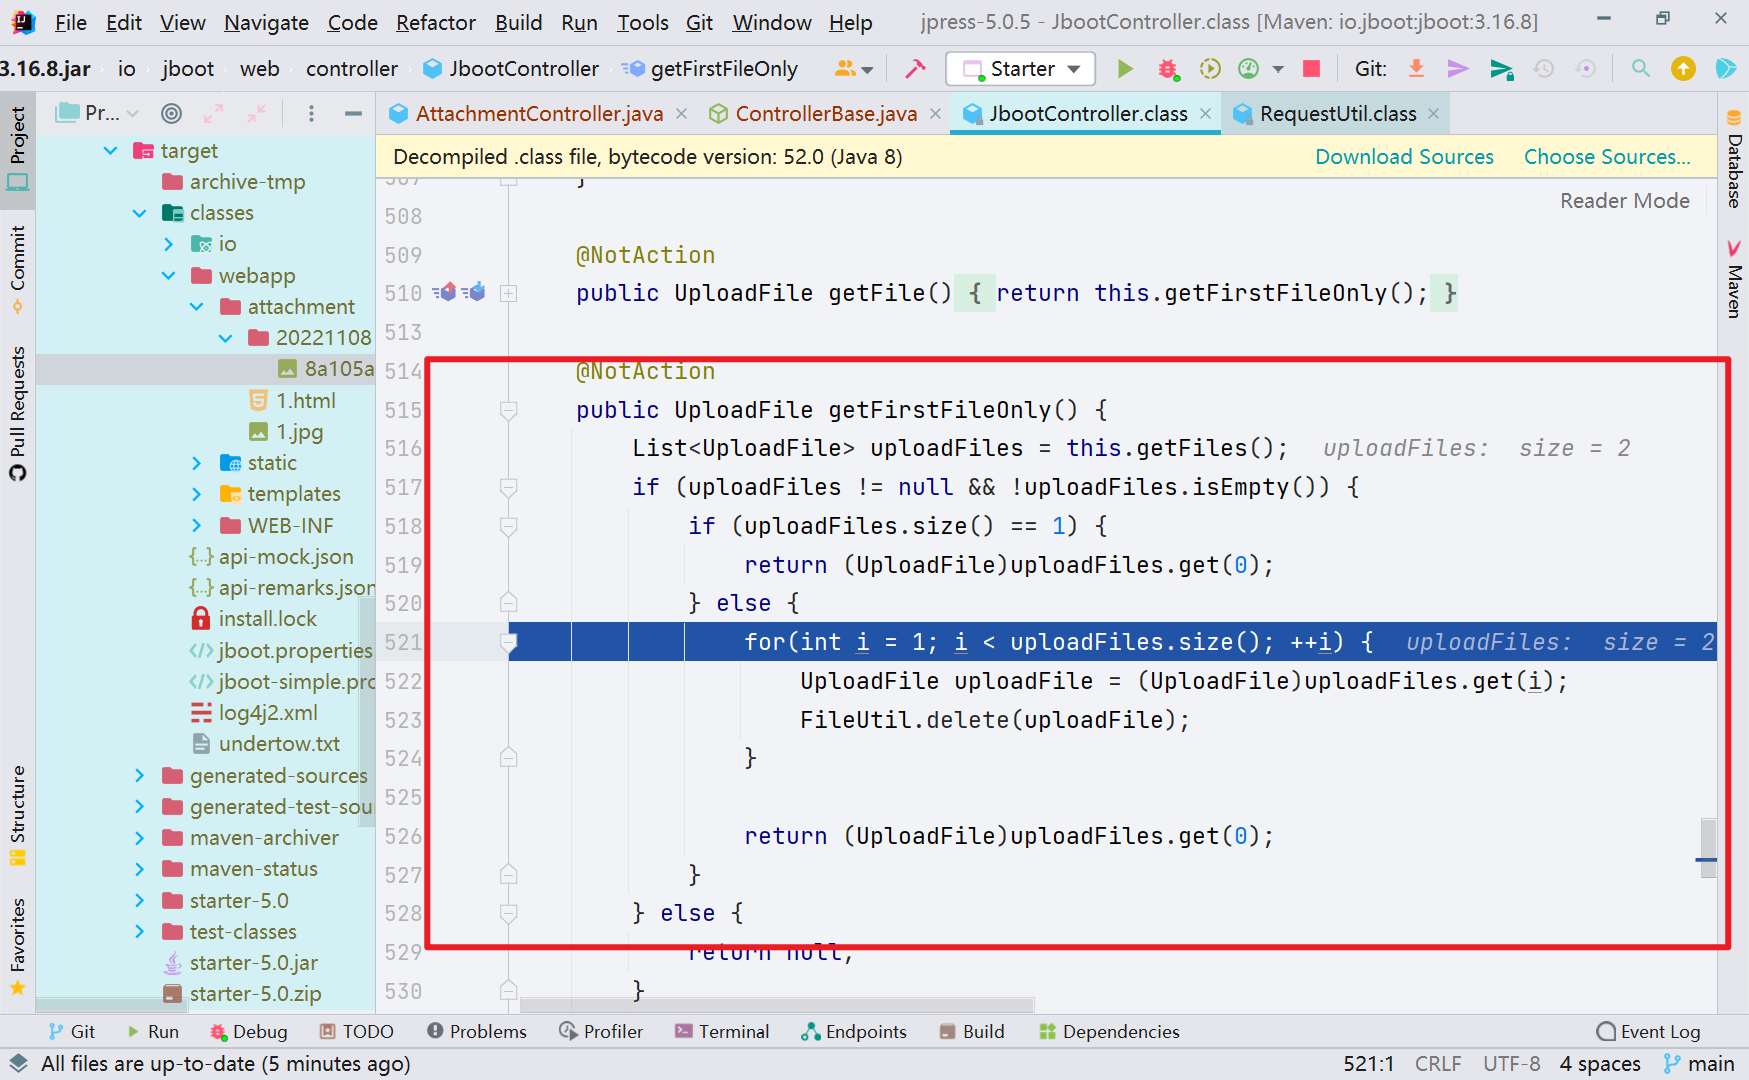 File Edit View Navigate Code Refactor Build Run Tools Git Window Help jpress-5.0.5 - JbootController.class [Maven: io.jboot:jboot:3.16.8]
3.16.8.jar io jboot web controller JbootController getFirstFileOnly Starter Git:
Pr...
AttachmentController.java ControllerBase.java JbootController.class RequestUtil.class
Decompiled .class file, bytecode version: 52.0 (Java 8) Download Sources Choose Sources...
Reader Mode
Project
Commit
Pull Requests
Structure
Favorites
target
archive-tmp
classes
io
webapp
attachment
20221108
8a105a
1.html
1.jpg
static
templates
WEB-INF
api-mock.json
api-remarks.json
install.lock
jboot.properties
jboot-simple.pro
log4j2.xml
undertow.txt
generated-sources
generated-test-sou
maven-archiver
maven-status
starter-5.0
test-classes
starter-5.0.jar
starter-5.0.zip
507 }
508
509 @NotAction
510 public UploadFile getFile() { return this.getFirstFileOnly(); }
513
514 @NotAction
515 public UploadFile getFirstFileOnly() {
516 List<UploadFile> uploadFiles = this.getFiles(); uploadFiles: size = 2
517 if (uploadFiles != null && !uploadFiles.isEmpty()) {
518 if (uploadFiles.size() == 1) {
519 return (UploadFile)uploadFiles.get(0);
520 } else {
521 for(int i = 1; i < uploadFiles.size(); ++i) { uploadFiles: size = 2
522 UploadFile uploadFile = (UploadFile)uploadFiles.get(i);
523 FileUtil.delete(uploadFile);
524 }
525
526 return (UploadFile)uploadFiles.get(0);
527 }
528 } else {
529 return null;
530 }
Database
Maven
Git Run Debug TODO Problems Profiler Terminal Endpoints Build Dependencies Event Log
All files are up-to-date (5 minutes ago) 521:1 CRLF UTF-8 4 spaces main